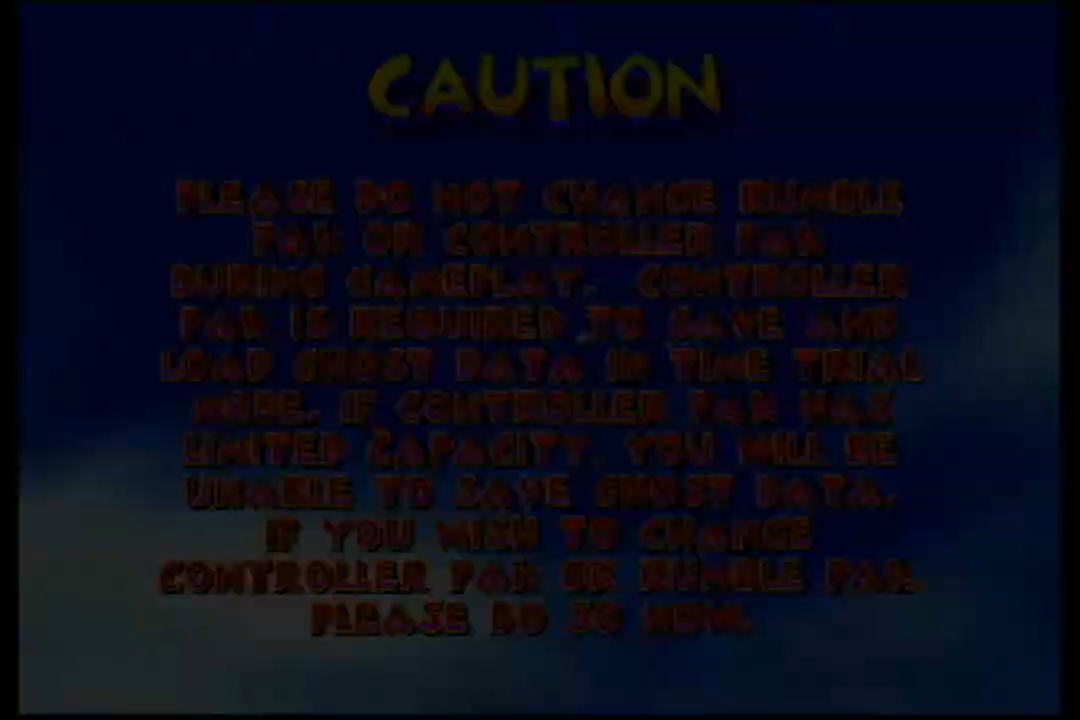 CAUTION
PLEASE DO NOT CHANGE RUMBLE
PAK OR CONTROLLER PAK
DURING GAMEPLAY. CONTROLLER
PAK IS REQUIRED TO SAVE AND
LOAD GHOST DATA IN TIME TRIAL
MODE. IF CONTROLLER PAK HAS
LIMITED CAPACITY, YOU WILL BE
UNABLE TO SAVE GHOST DATA.
IF YOU WISH TO CHANGE
CONTROLLER PAK OR RUMBLE PAK,
PLEASE DO SO NOW.